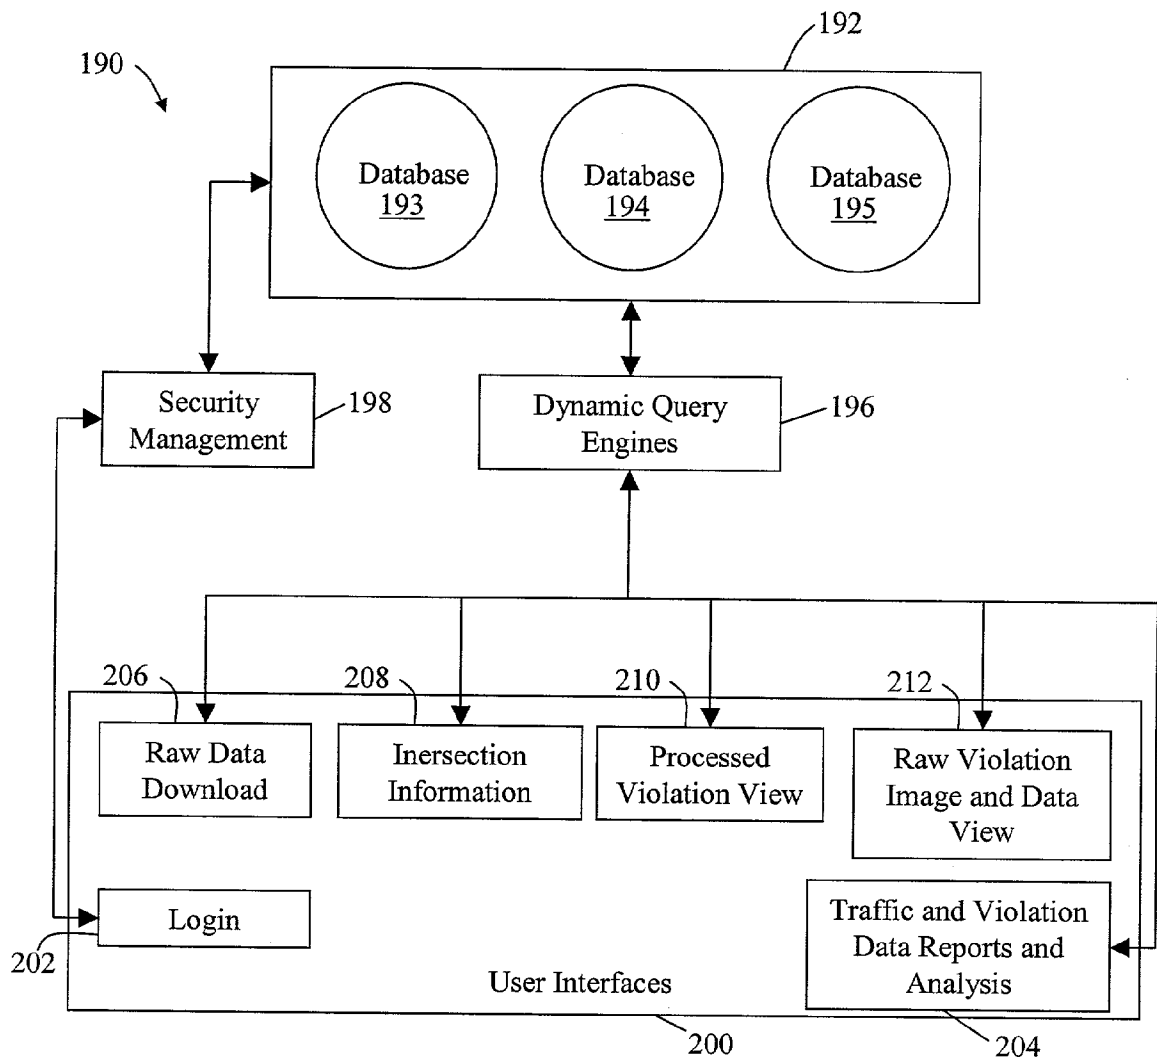 190
192
Database
193
Database
194
Database
195
Security
Management
198
Dynamic Query
Engines
196
206
208
210
212
Raw Data
Download
Inersection
Information
Processed
Violation View
Raw Violation
Image and Data
View
Login
202
Traffic and Violation
Data Reports and
Analysis
User Interfaces
200
204